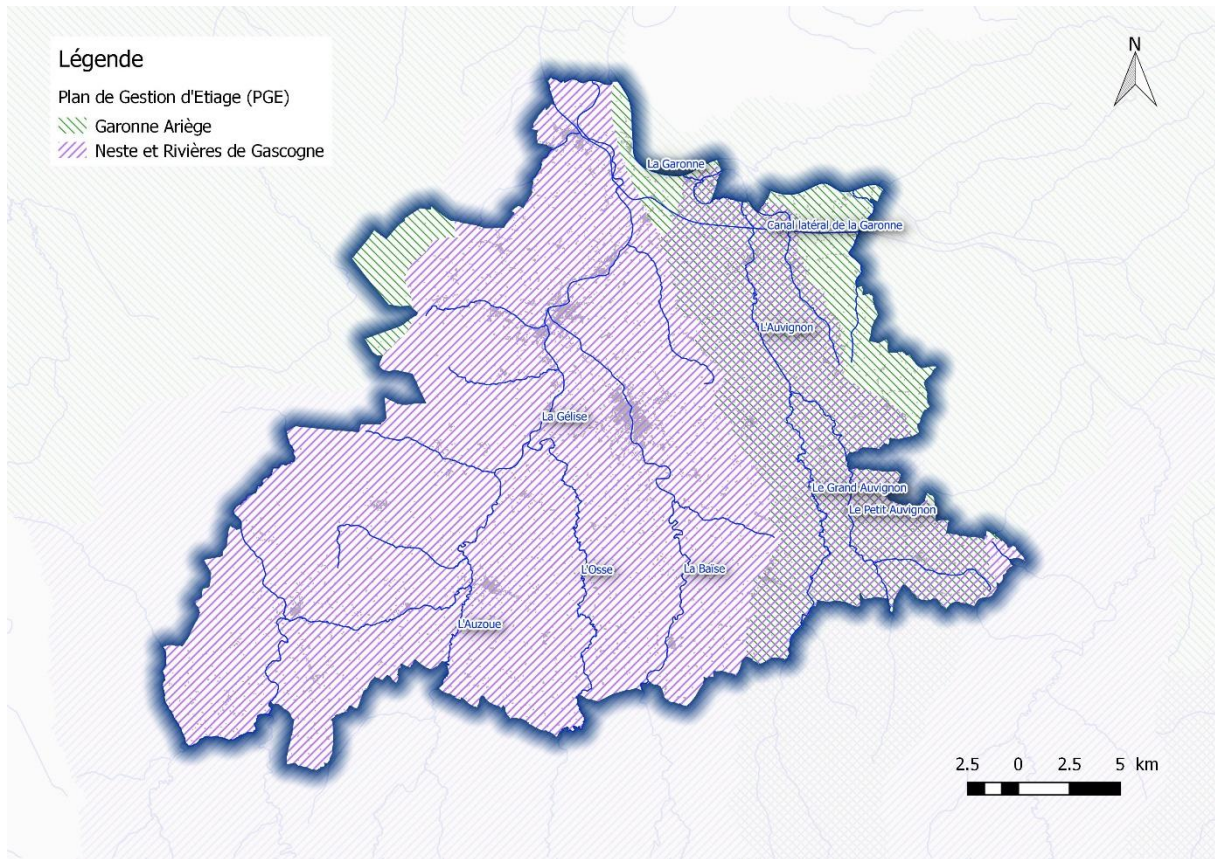 Légende
Plan de Gestion d'Etiage (PGE)
Garonne Ariège
Neste et Rivières de Gascogne
N
La Garonne
Canal latéral de la Garonne
L'Auvignon
La Gélise
Le Grand Auvignon
Le Petit Auvignon
L'Osse
La Baïse
L'Auzoue
2.5 0 2.5 5 km